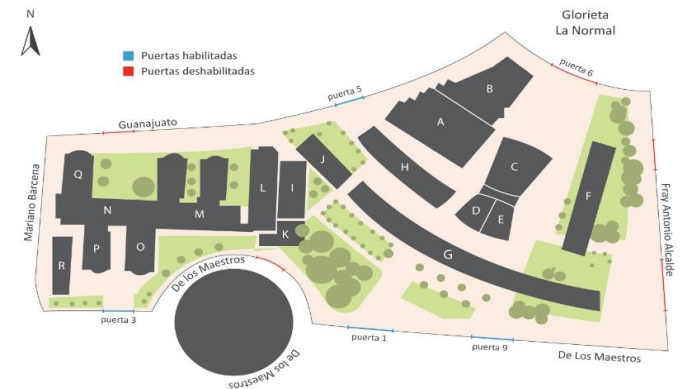 N
Glorieta
La Normal
Puertas habilitadas
Puertas deshabilitadas
puerta 6
puerta 5
Guanajuato
Mariano Barcena
Fray Antonio Alcalde
B
A
C
J
H
Q
L
I
F
N
M
D
E
K
G
P
O
R
De los Maestros
puerta 3
puerta 1
puerta 9
De Los Maestros
De los Maestros